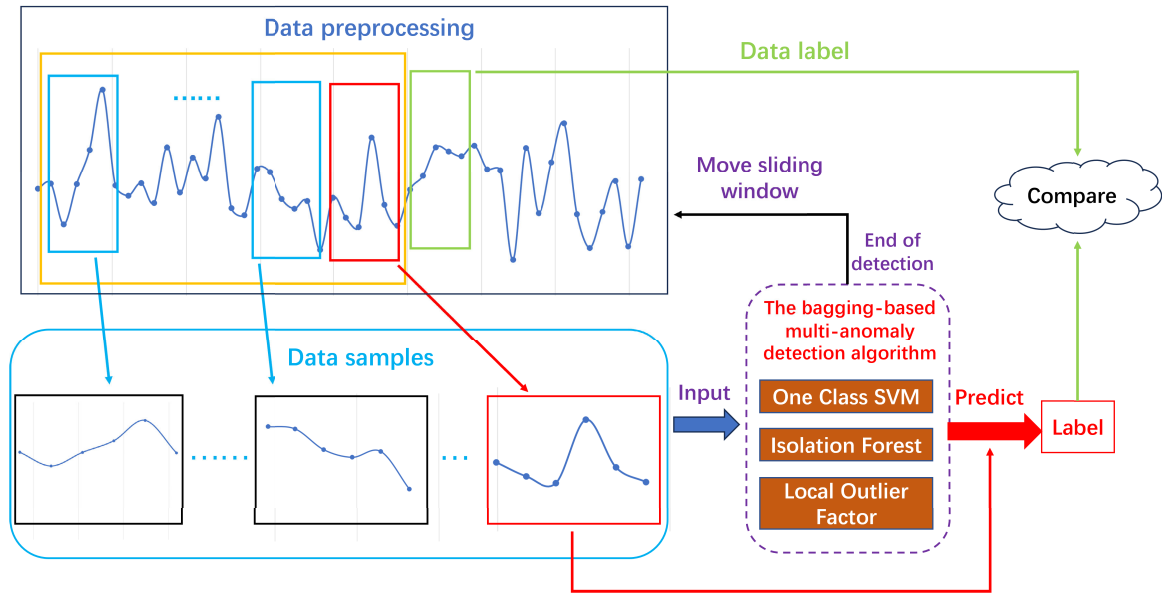 Data preprocessing
Data label
Move sliding
window
Compare
End of
detection
The bagging-based
multi-anomaly
detection algorithm
Data samples
Input
One Class SVM
Predict
Isolation Forest
Label
Local Outlier
Factor